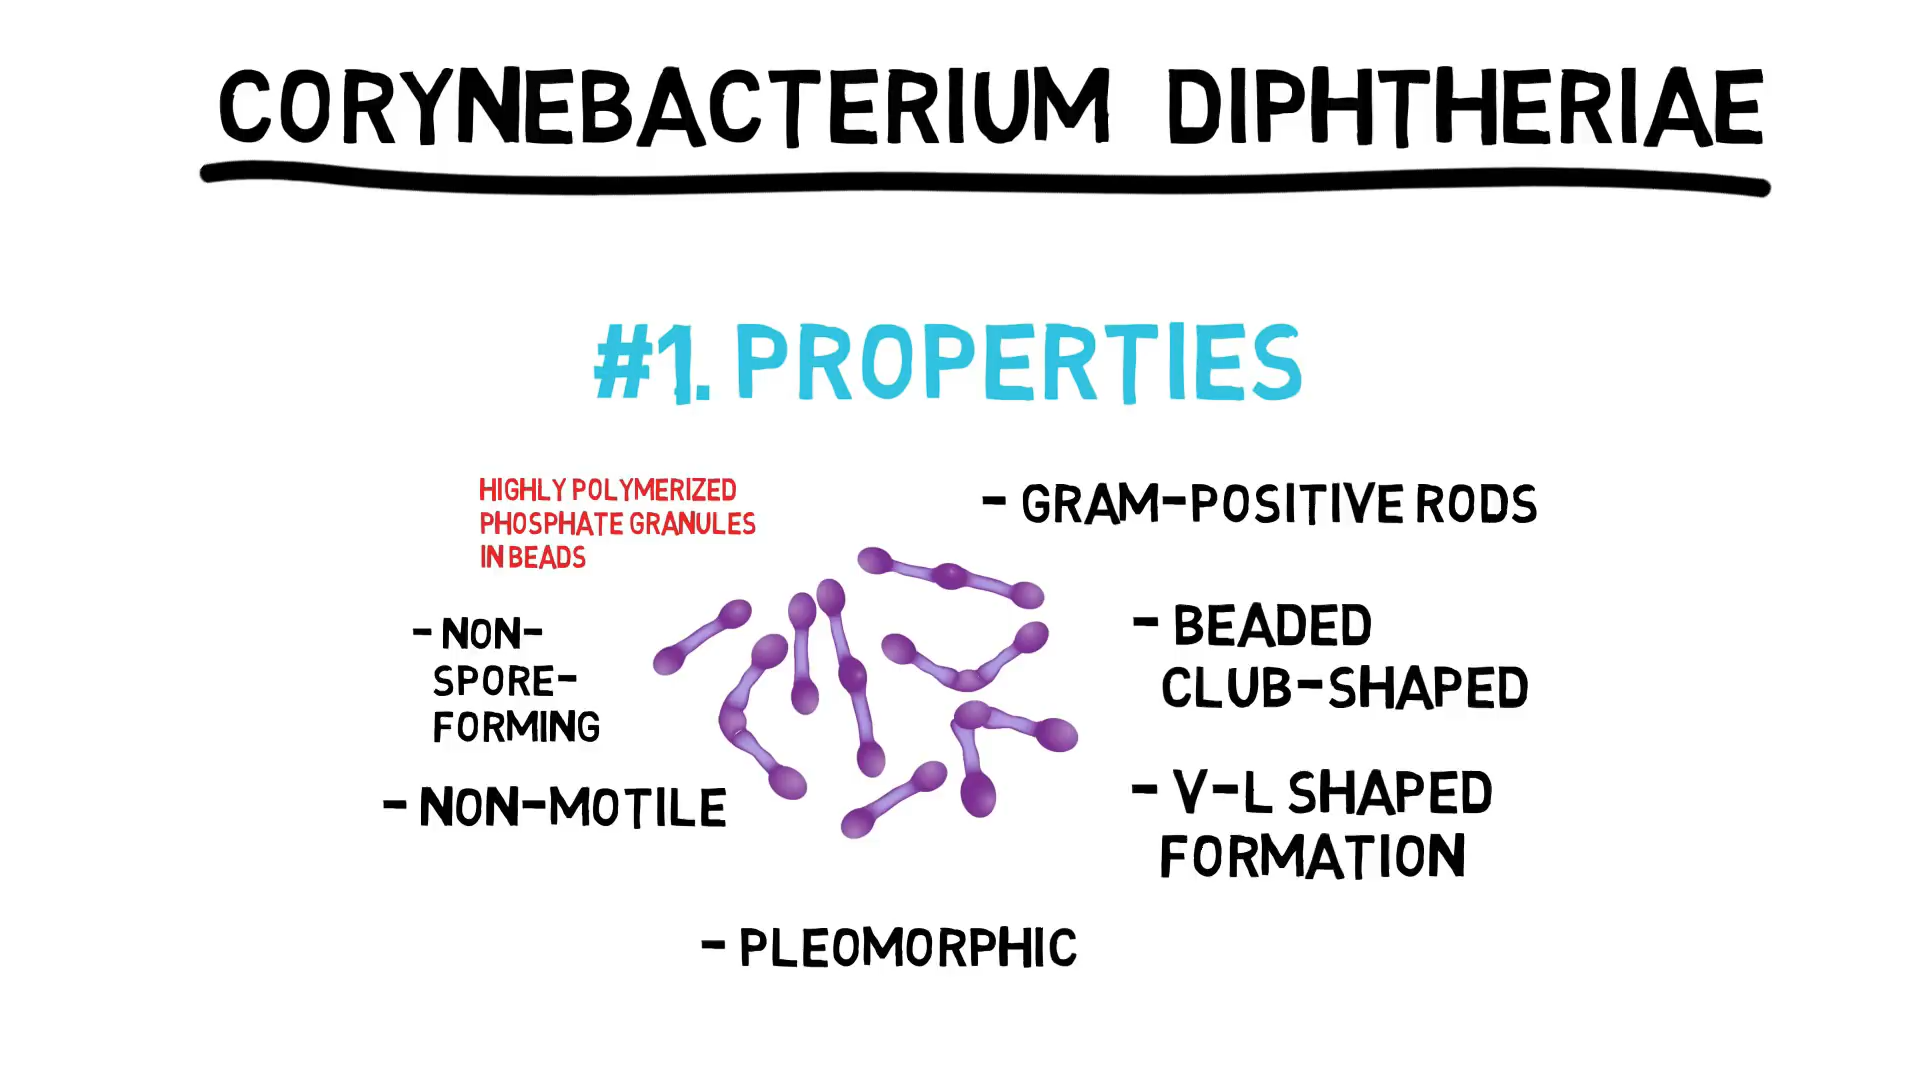 CORYNEBACTERIUM DIPHTHERIAE
#1. PROPERTIES
HIGHLY POLYMERIZED
PHOSPHATE GRANULES
IN BEADS
- NON-
SPORE-
FORMING
- NON-MOTILE
- GRAM-POSITIVE RODS
- BEADED
CLUB-SHAPED
- V-L SHAPED
FORMATION
- PLEOMORPHIC